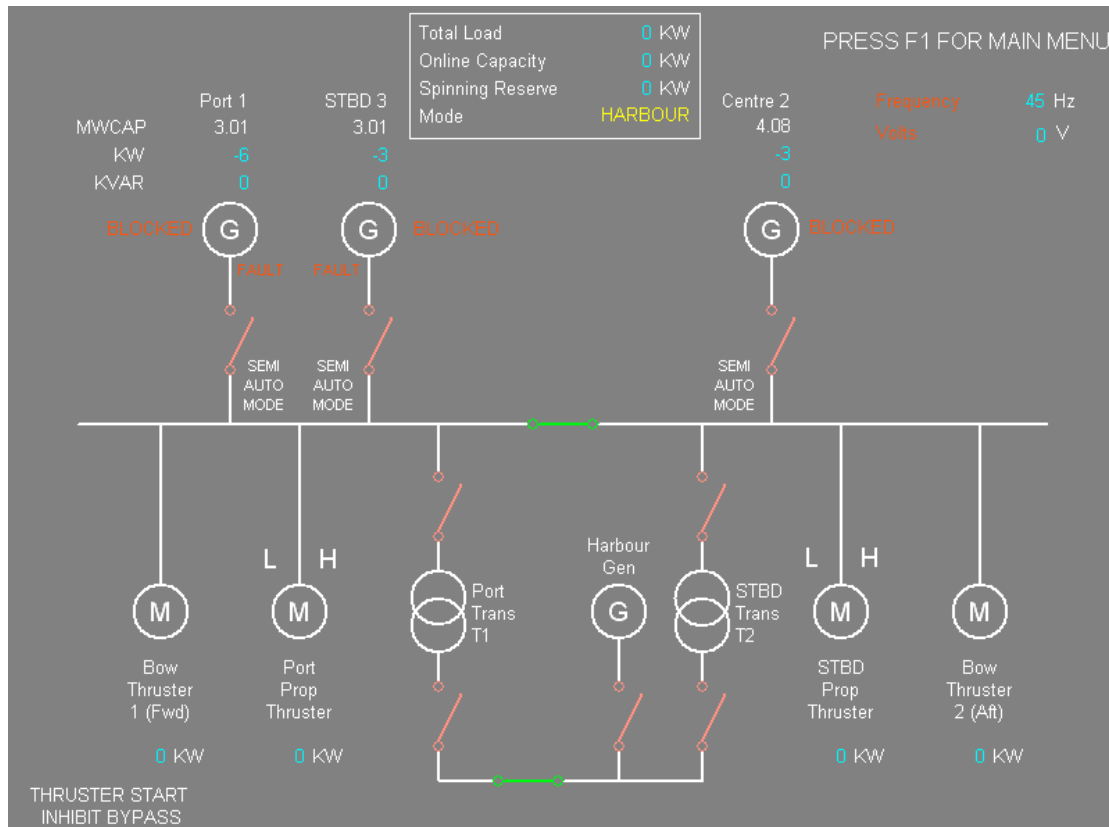 Total Load 0 KW
Online Capacity 0 KW
Spinning Reserve 0 KW
Mode HARBOUR
PRESS F1 FOR MAIN MENU
Port 1 STBD 3 Centre 2
Frequency 45 Hz
Volts 0 V
MWCAP 3.01 3.01 4.08
KW -6 -3 -3
KVAR 0 0 0
BLOCKED G G BLOCKED G BLOCKED
FAULT FAULT
SEMI SEMI SEMI
AUTO AUTO AUTO
MODE MODE MODE
L H
Harbour
Gen
L H
M
M
Port
Trans
T1
G
STBD
Trans
T2
M
M
Bow
Thruster
1 (Fwd)
Port
Prop
Thruster
STBD
Prop
Thruster
Bow
Thruster
2 (Aft)
0 KW 0 KW 0 KW 0 KW
THRUSTER START
INHIBIT BYPASS